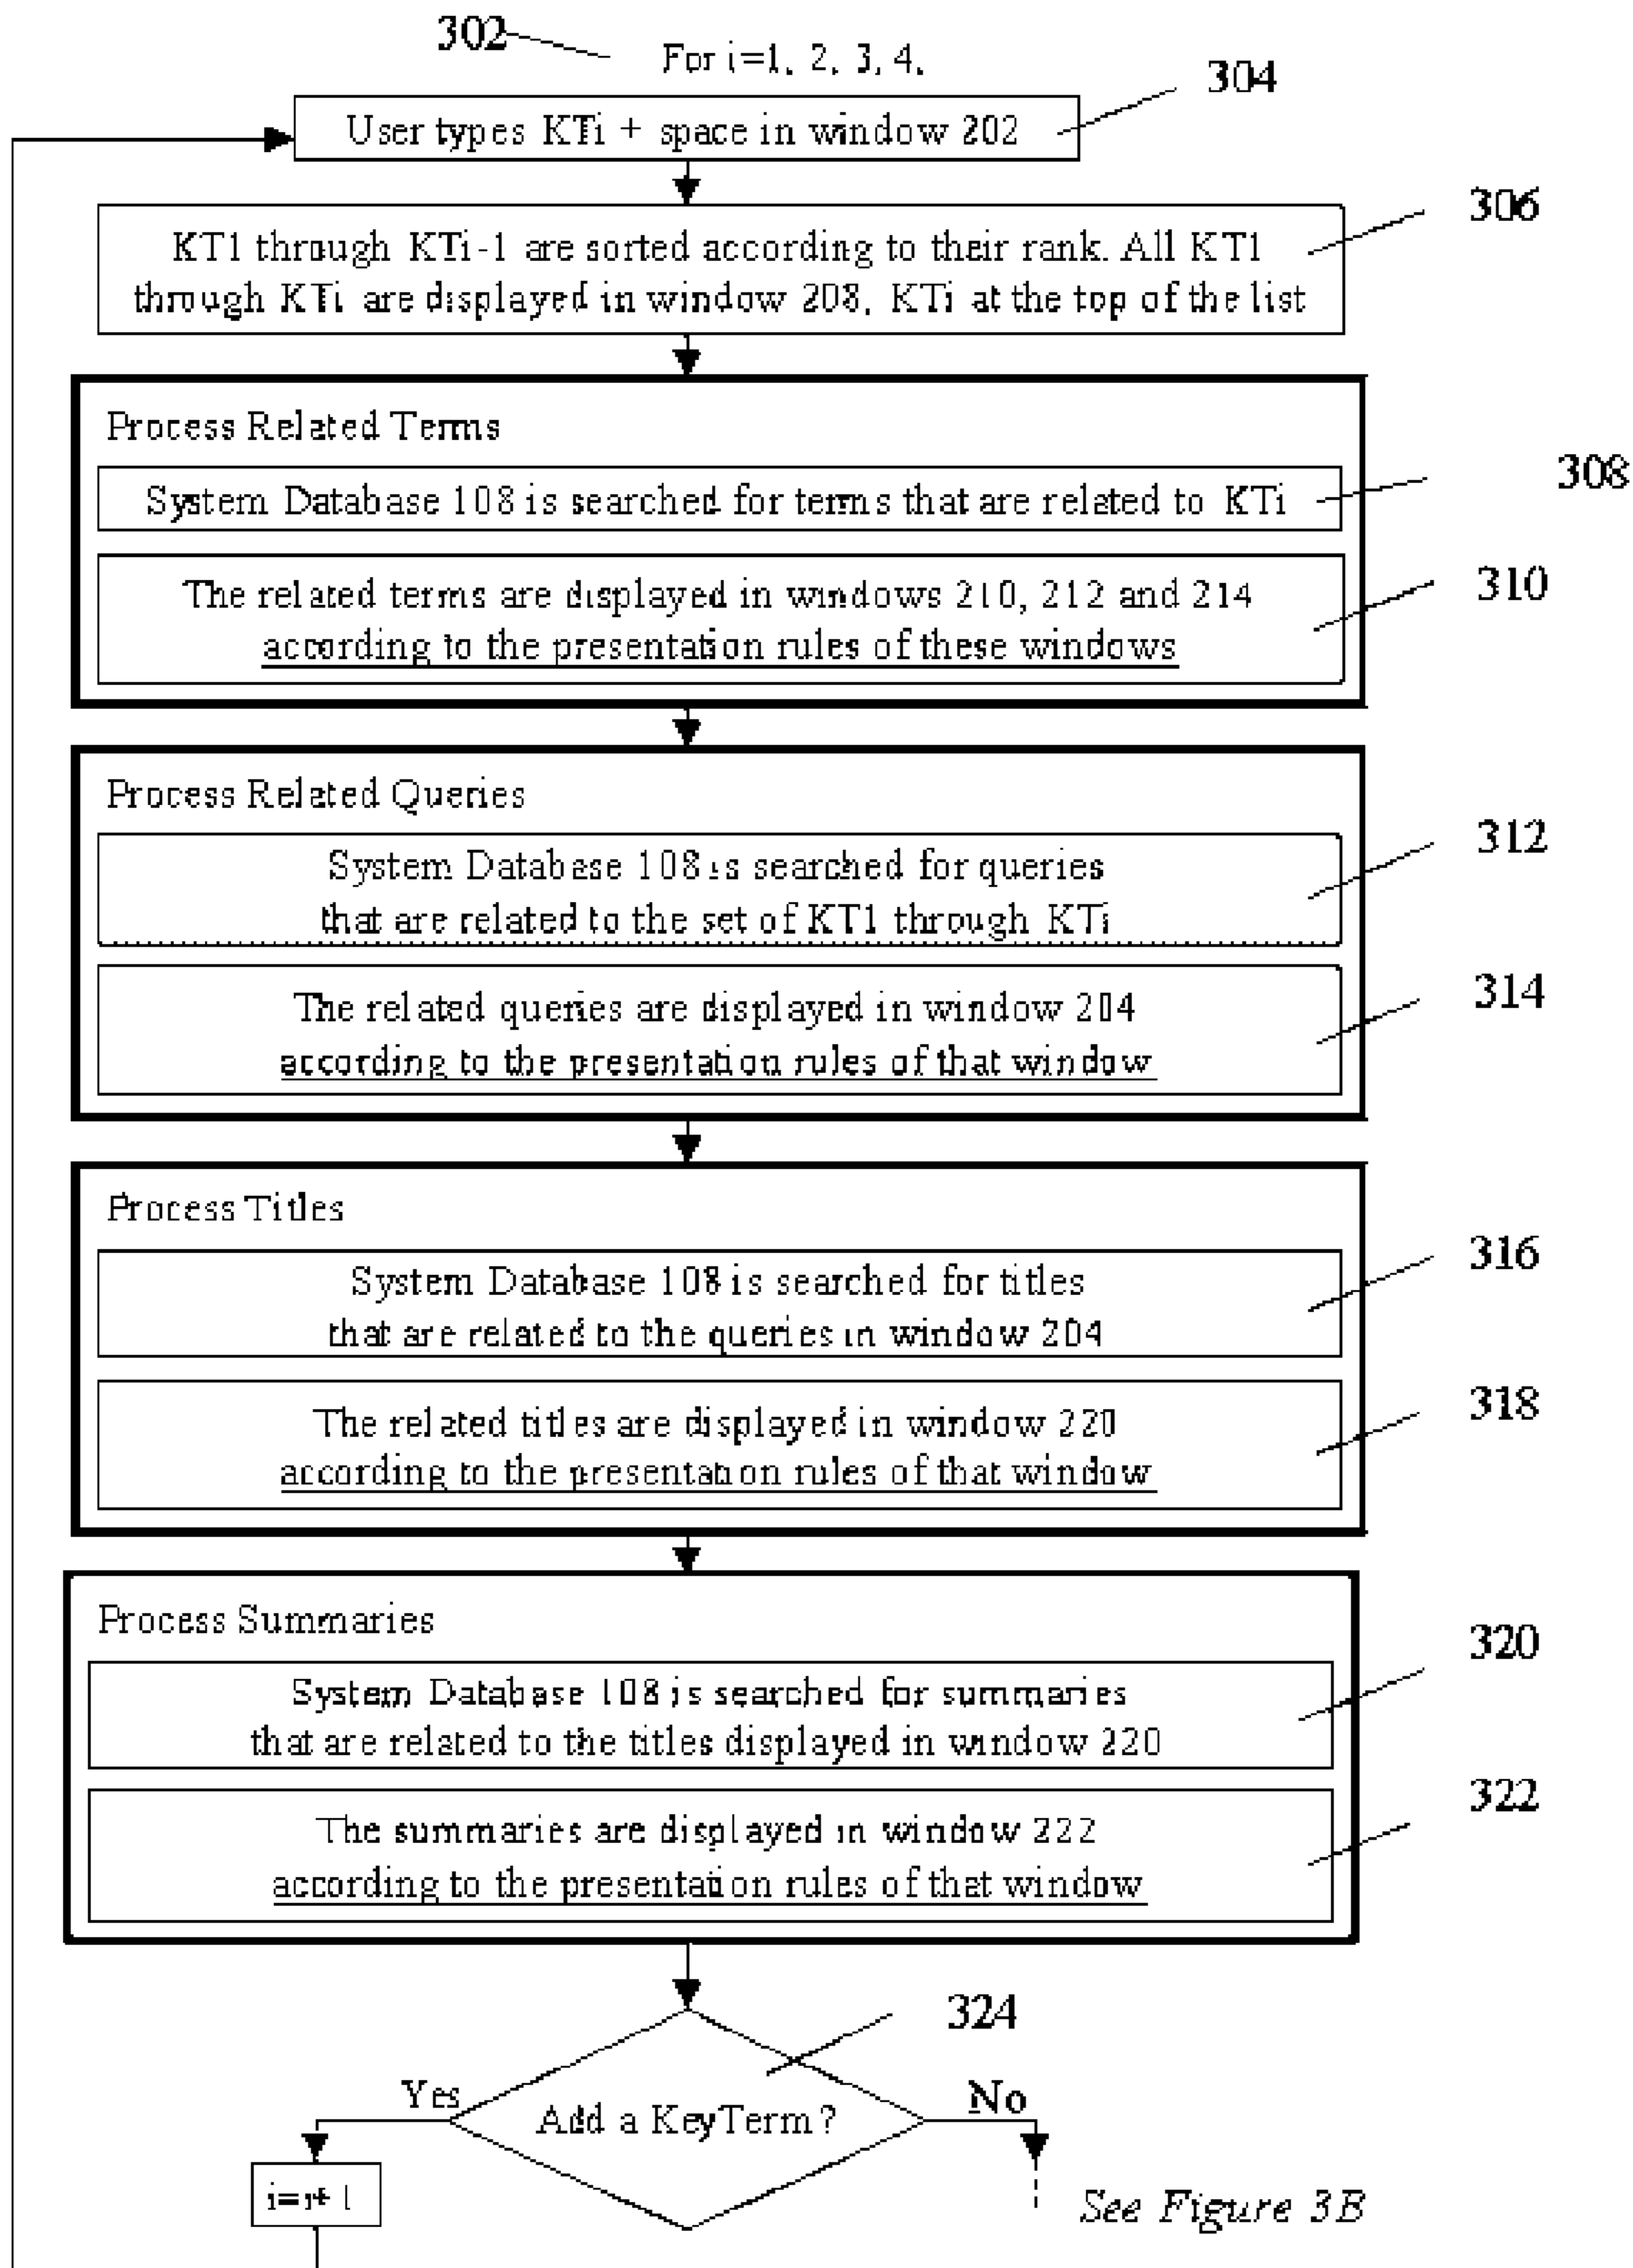 302
For i=1, 2, 3, 4.
304
User types KTi + space in window 202
306
KT1 through KTi-1 are sorted according to their rank. All KT1
through KTi are displayed in window 208, KTi at the top of the list
Process Related Terms
308
System Database 108 is searched for terms that are related to KTi
310
The related terms are displayed in windows 210, 212 and 214
according to the presentation rules of these windows
Process Related Queries
312
System Database 108 is searched for queries
that are related to the set of KT1 through KTi
314
The related queries are displayed in window 204
according to the presentation rules of that window
Process Titles
316
System Database 108 is searched for titles
that are related to the queries in window 204
318
The related titles are displayed in window 220
according to the presentation rules of that window
Process Summaries
320
System Database 108 is searched for summaries
that are related to the titles displayed in window 220
322
The summaries are displayed in window 222
according to the presentation rules of that window
324
Yes
No
Add a KeyTerm?
i=i+1
See Figure 3B